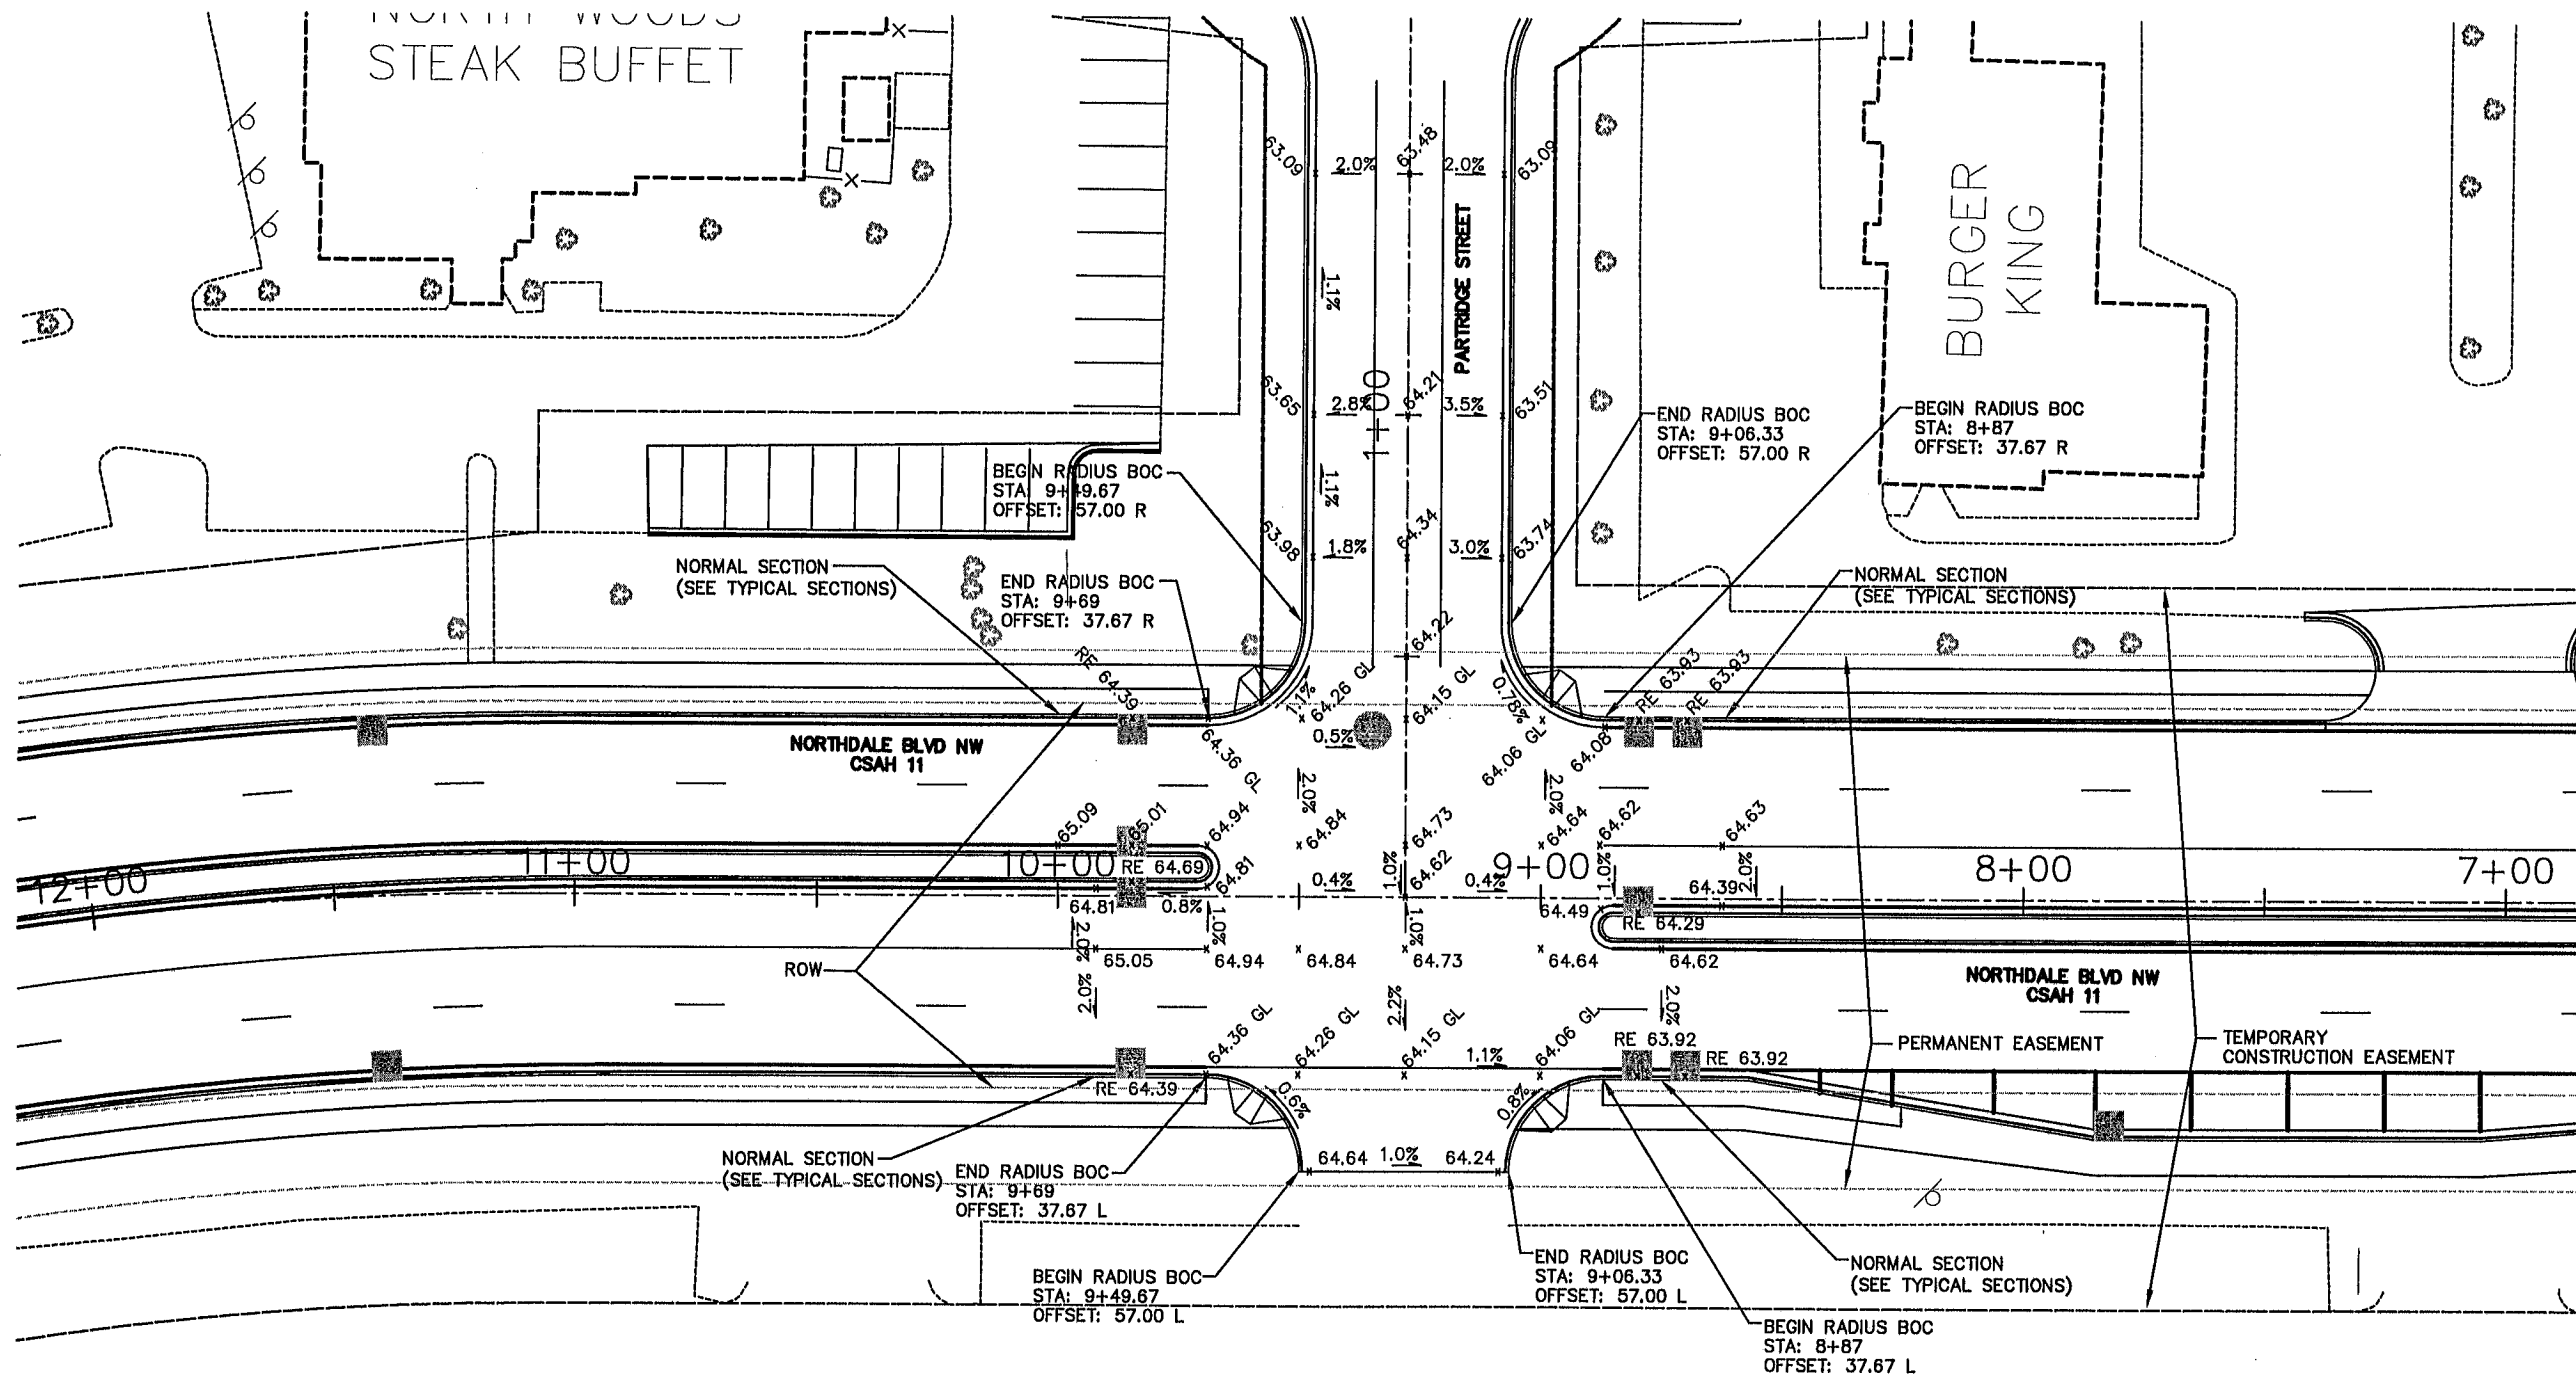 NORTH WOODS
STEAK BUFFET
BURGER
KING
PARTRIDGE STREET
63.09
2.0%
63.48
2.0%
63.09
1.1%
63.65
2.8%
1+00
64.21
3.5%
63.51
1.1%
63.98
1.8%
64.34
3.0%
63.74
64.22
END RADIUS BOC
STA: 9+06.33
OFFSET: 57.00 R
BEGIN RADIUS BOC
STA: 8+87
OFFSET: 37.67 R
BEGIN RADIUS BOC
STA: 9+49.67
OFFSET: 57.00 R
NORMAL SECTION
(SEE TYPICAL SECTIONS)
END RADIUS BOC
STA: 9+69
OFFSET: 37.67 R
NORMAL SECTION
(SEE TYPICAL SECTIONS)
RE 64.39
1.1%
64.26 GL
64.15 GL
0.78%
RE 63.93
RE 63.93
NORTHDALE BLVD NW
CSAH 11
64.36 GL
0.5%
64.06 GL
64.08
2.0%
2.0%
65.09
65.01
64.94
64.84
64.73
64.64
64.62
64.63
12+00
11+00
10+00
RE 64.69
64.81
0.4%
1.0%
64.62
0.4%
9+00
1.0%
64.39
2.0%
8+00
7+00
64.81
0.8%
1.0%
1.0%
64.49
RE 64.29
2.0%
65.05
64.94
64.84
64.73
64.64
64.62
ROW
2.0%
2.2%
2.0%
NORTHDALE BLVD NW
CSAH 11
64.36 GL
64.26 GL
64.15 GL
1.1%
64.06 GL
RE 63.92
RE 63.92
PERMANENT EASEMENT
TEMPORARY
CONSTRUCTION EASEMENT
RE 64.39
0.6%
0.8%
NORMAL SECTION
(SEE TYPICAL SECTIONS)
64.64
1.0%
64.24
END RADIUS BOC
STA: 9+69
OFFSET: 37.67 L
BEGIN RADIUS BOC
STA: 9+49.67
OFFSET: 57.00 L
END RADIUS BOC
STA: 9+06.33
OFFSET: 57.00 L
NORMAL SECTION
(SEE TYPICAL SECTIONS)
BEGIN RADIUS BOC
STA: 8+87
OFFSET: 37.67 L